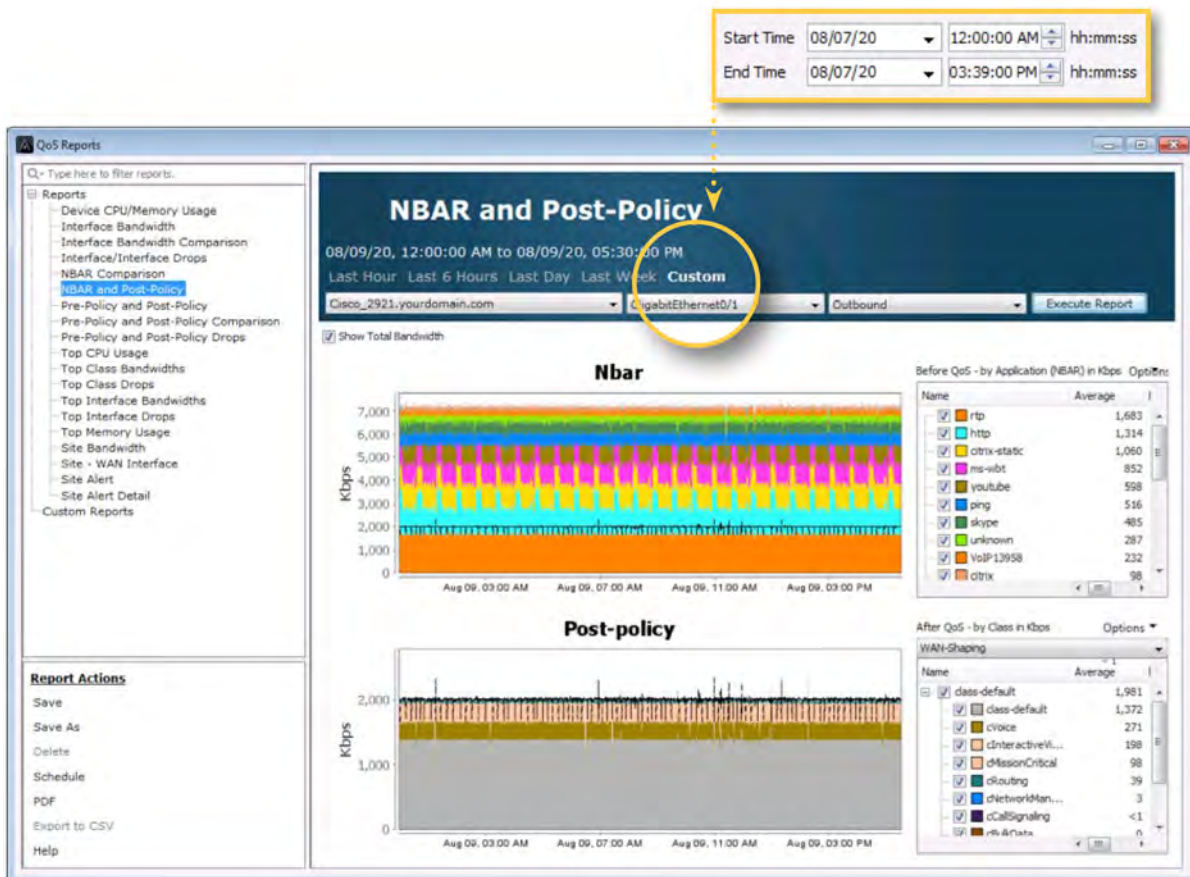 Start Time 08/07/20 12:00:00 AM hh:mm:ss
End Time 08/07/20 03:39:00 PM hh:mm:ss
QoS Reports
Type here to filter reports.
Reports
Device CPU/Memory Usage
Interface Bandwidth
Interface Bandwidth Comparison
Interface/Interface Drops
NBAR Comparison
NBAR and Post-Policy
Pre-Policy and Post-Policy
Pre-Policy and Post-Policy Comparison
Pre-Policy and Post-Policy Drops
Top CPU Usage
Top Class Bandwidths
Top Class Drops
Top Interface Bandwidths
Top Interface Drops
Top Memory Usage
Site Bandwidth
Site - WAN Interface
Site Alert
Site Alert Detail
Custom Reports
Report Actions
Save
Save As
Delete
Schedule
PDF
Export to CSV
Help
NBAR and Post-Policy
08/09/20, 12:00:00 AM to 08/09/20, 05:30:00 PM
Last Hour Last 6 Hours Last Day Last Week Custom
Cisco_2921.yourdomain.com GigabitEthernet0/1 Outbound Execute Report
Show Total Bandwidth
Nbar
Kbps
7,000
6,000
5,000
4,000
3,000
2,000
1,000
0
Aug 09, 03:00 AM Aug 09, 07:00 AM Aug 09, 11:00 AM Aug 09, 03:00 PM
Before QoS - by Application (NBAR) in Kbps Options
Name Average
rtp 1,683
http 1,314
citrix-static 1,060
ms-wbt 852
youtube 598
ping 516
skype 485
unknown 287
VoIP13958 232
citrix 98
Post-policy
Kbps
2,000
1,000
0
Aug 09, 03:00 AM Aug 09, 07:00 AM Aug 09, 11:00 AM Aug 09, 03:00 PM
After QoS - by Class in Kbps Options
WAN-Shaping
<1
Name Average
class-default 1,981
class-default 1,372
cVoice 271
cInteractiveVi... 198
cMissionCritical 98
cRouting 39
cNetworkMan... 3
cCallSignaling <1
cBulkData 0